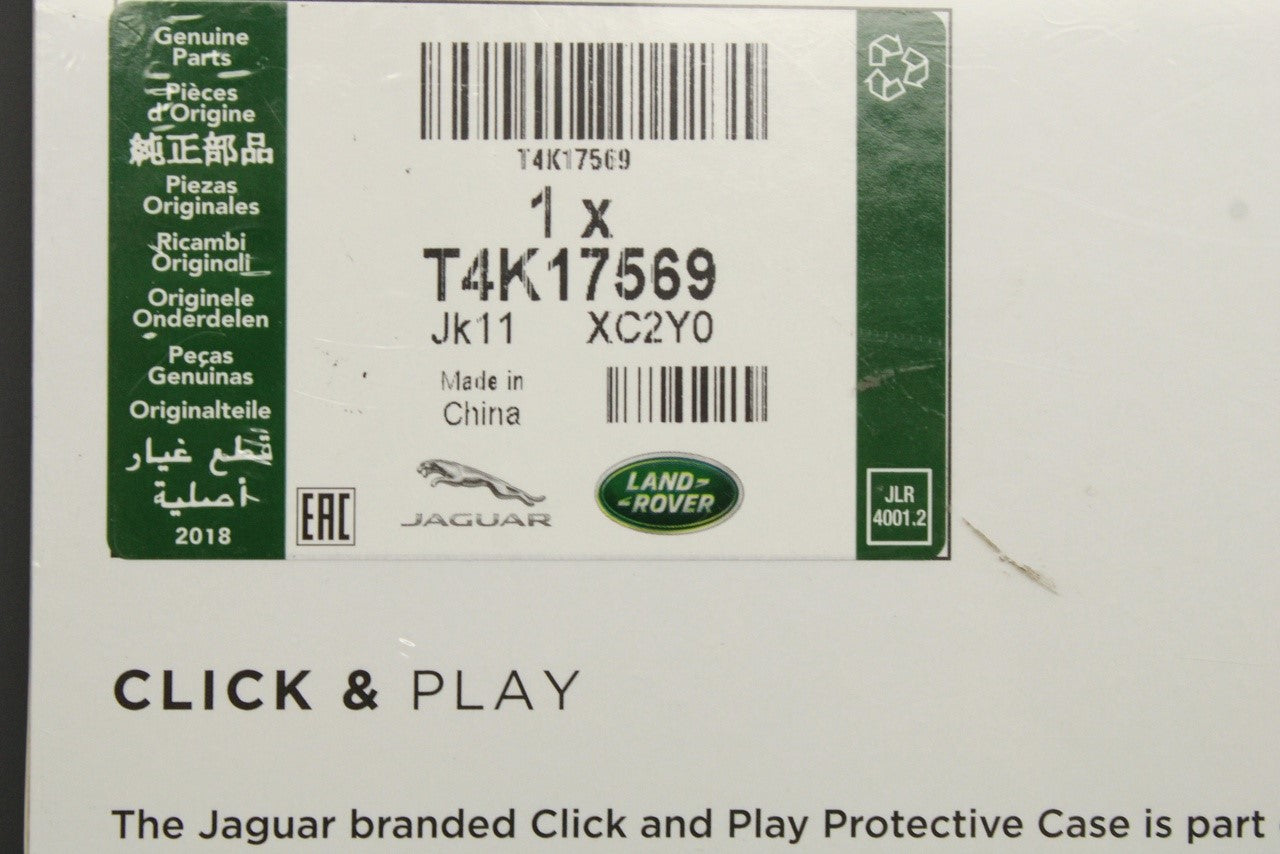 Genuine
Parts
Pièces
d'Origine
純正部品
Piezas
Originales
Ricambi
Originali
Originele
Onderdelen
Peças
Genuinas
Originalteile
قطع غيار
أصلية
2018
T4K17569
1 x
T4K17569
Jk11 XC2Y0
Made in
China
EAC
JAGUAR
LAND-
-ROVER
JLR
4001.2
CLICK & PLAY
The Jaguar branded Click and Play Protective Case is part